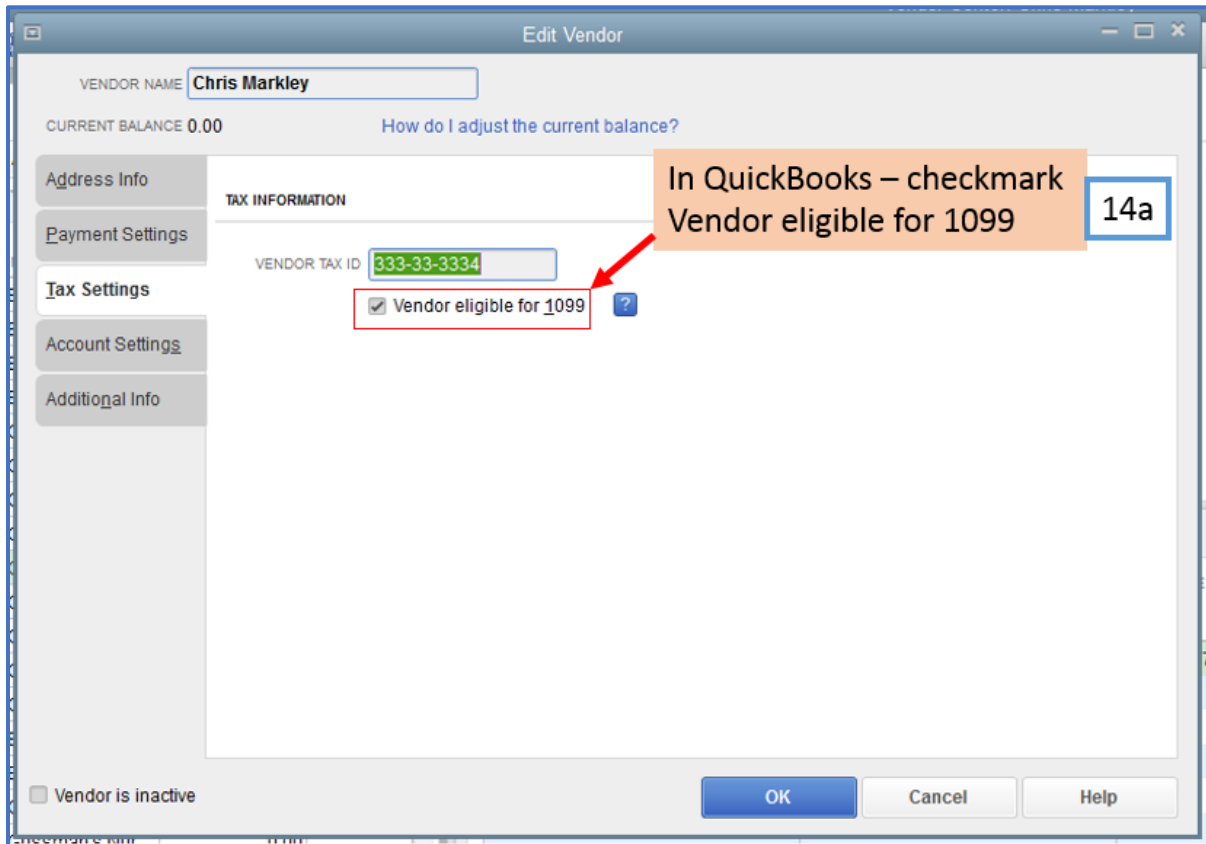 Edit Vendor
VENDOR NAME Chris Markley
CURRENT BALANCE 0.00 How do I adjust the current balance?
Address Info
Payment Settings
Tax Settings
Account Settings
Additional Info
TAX INFORMATION
In QuickBooks – checkmark
Vendor eligible for 1099
14a
VENDOR TAX ID 333-33-3334
Vendor eligible for 1099 ?
Vendor is inactive
OK Cancel Help
0.00